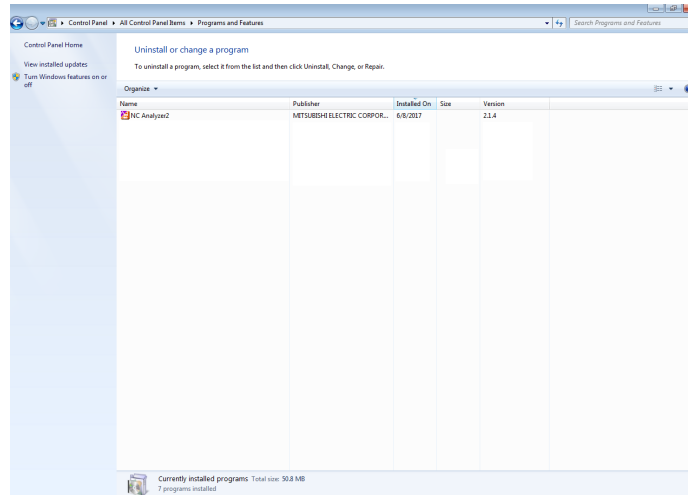 Control Panel ▸ All Control Panel Items ▸ Programs and Features
Search Programs and Features
Control Panel Home
View installed updates
Turn Windows features on or
off
Uninstall or change a program
To uninstall a program, select it from the list and then click Uninstall, Change, or Repair.
Organize
Name Publisher Installed On Size Version
NC Analyzer2 MITSUBISHI ELECTRIC CORPOR... 6/8/2017 2.1.4
Currently installed programs Total size: 50.8 MB
7 programs installed